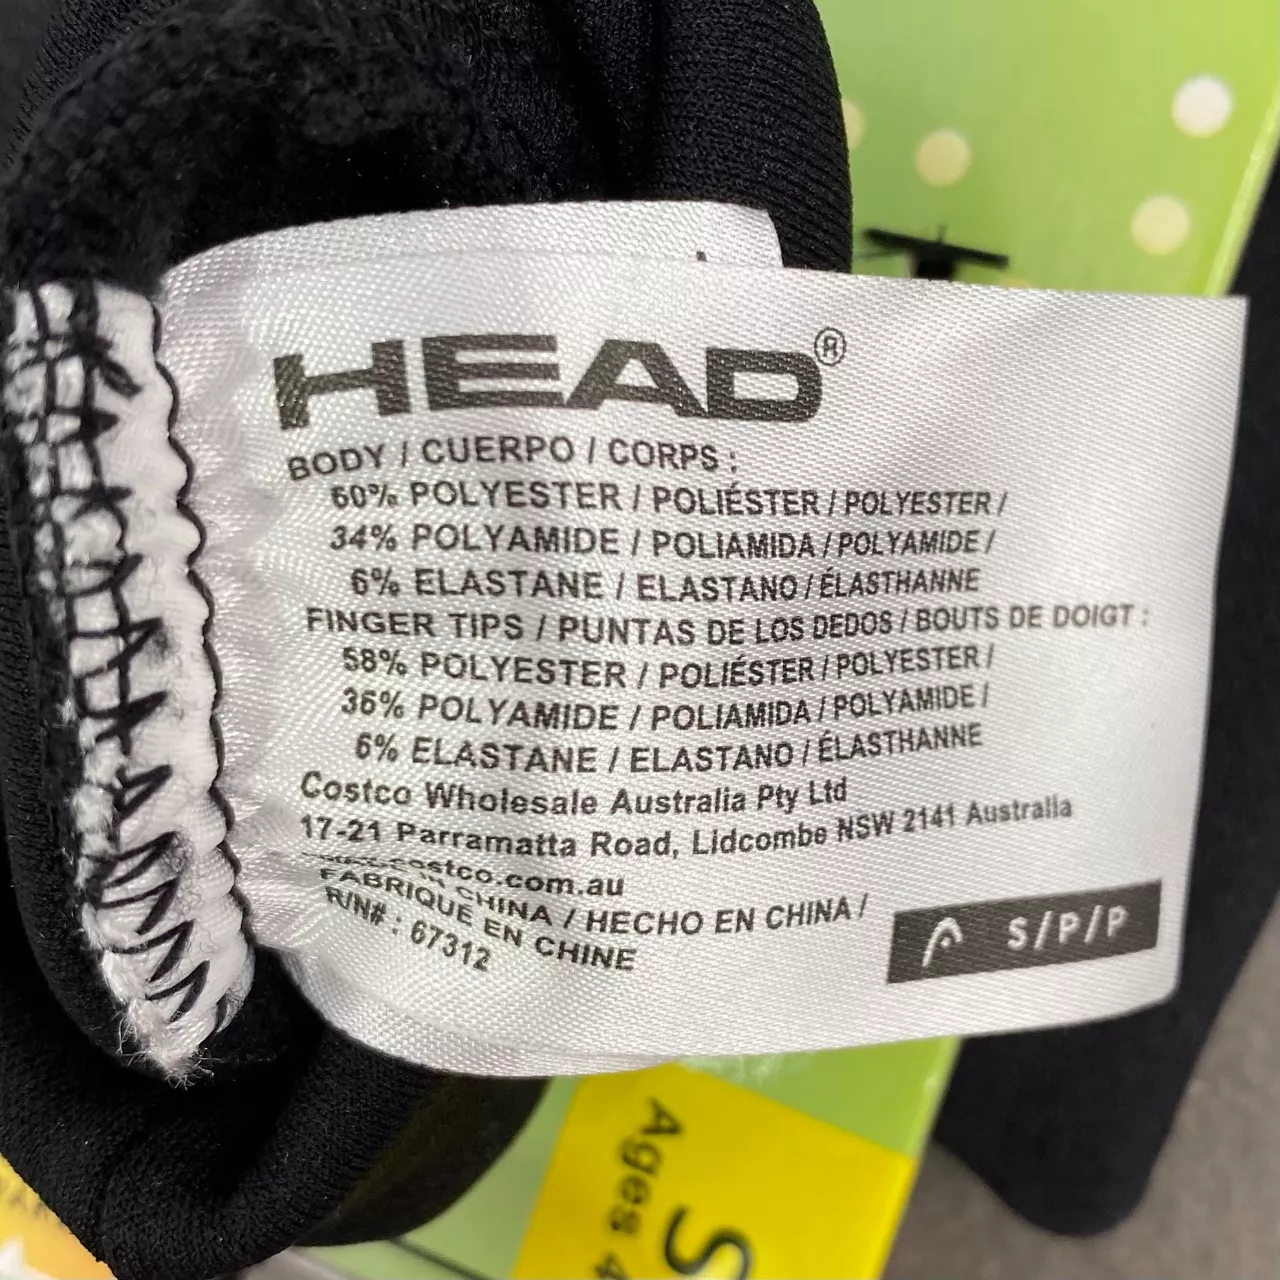 HEAD®
BODY / CUERPO / CORPS :
60% POLYESTER / POLIÉSTER / POLYESTER /
34% POLYAMIDE / POLIAMIDA / POLYAMIDE /
6% ELASTANE / ELASTANO / ÉLASTHANNE
FINGER TIPS / PUNTAS DE LOS DEDOS / BOUTS DE DOIGT :
58% POLYESTER / POLIÉSTER / POLYESTER /
36% POLYAMIDE / POLIAMIDA / POLYAMIDE /
6% ELASTANE / ELASTANO / ÉLASTHANNE
Costco Wholesale Australia Pty Ltd
17-21 Parramatta Road, Lidcombe NSW 2141 Australia
costco.com.au
CHINA / HECHO EN CHINA /
FABRIQUE EN CHINE
R/N# : 67312
S/P/P
Ages 4
S